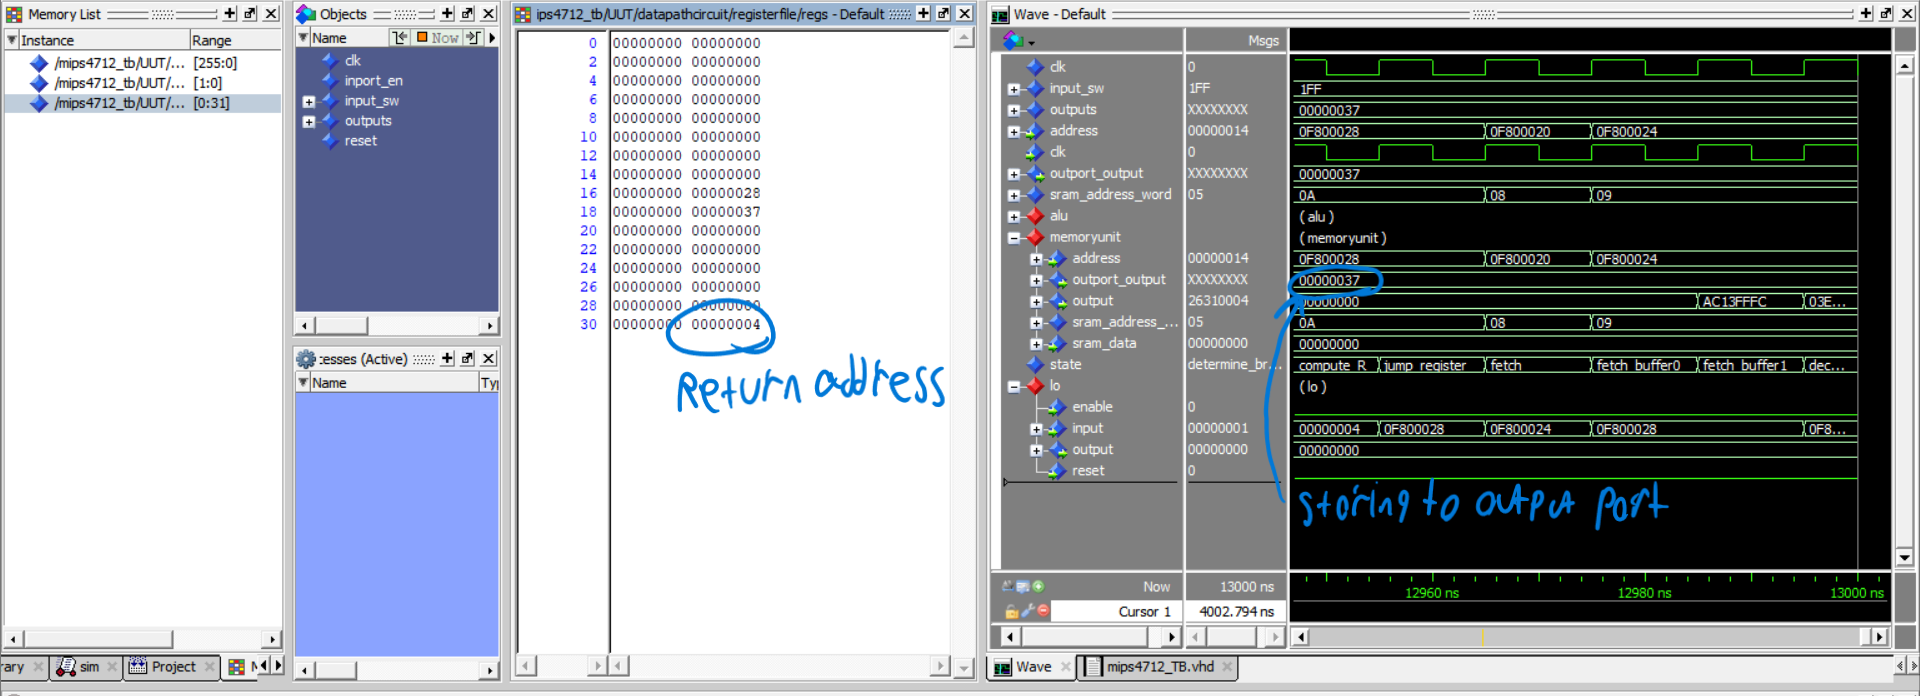 Memory List
Instance Range
/mips4712_tb/UUT/... [255:0]
/mips4712_tb/UUT/... [1:0]
/mips4712_tb/UUT/... [0:31]
rary sim Project
Objects
Name Now
clk
inport_en
input_sw
outputs
reset
:esses (Active)
Name Ty
ips4712_tb/UUT/datapathcircuit/registerfile/regs - Default
0 00000000 00000000
2 00000000 00000000
4 00000000 00000000
6 00000000 00000000
8 00000000 00000000
10 00000000 00000000
12 00000000 00000000
14 00000000 00000000
16 00000000 00000028
18 00000000 00000037
20 00000000 00000000
22 00000000 00000000
24 00000000 00000000
26 00000000 00000000
28 00000000 00000000
30 00000000 00000004
Return address
Wave - Default
Msgs
clk 0
input_sw 1FF 1FF
outputs XXXXXXXX 00000037
address 00000014 0F800028 0F800020 0F800024
clk 0
outport_output XXXXXXXX 00000037
sram_address_word 05 0A 08 09
alu (alu)
memoryunit (memoryunit)
address 00000014 0F800028 0F800020 0F800024
outport_output XXXXXXXX 00000037
output 26310004 00000000 AC13FFFC 03E...
sram_address_... 05 0A 08 09
sram_data 00000000 00000000
state determine_br... compute_R jump_register fetch fetch_buffer0 fetch_buffer1 dec...
lo (lo)
enable 0
input 00000001 00000004 0F800028 0F800024 0F800028 0F8...
output 00000000 00000000
reset 0
storing to output port
Now 13000 ns 12960 ns 12980 ns 13000 ns
Cursor 1 4002.794 ns
Wave mips4712_TB.vhd